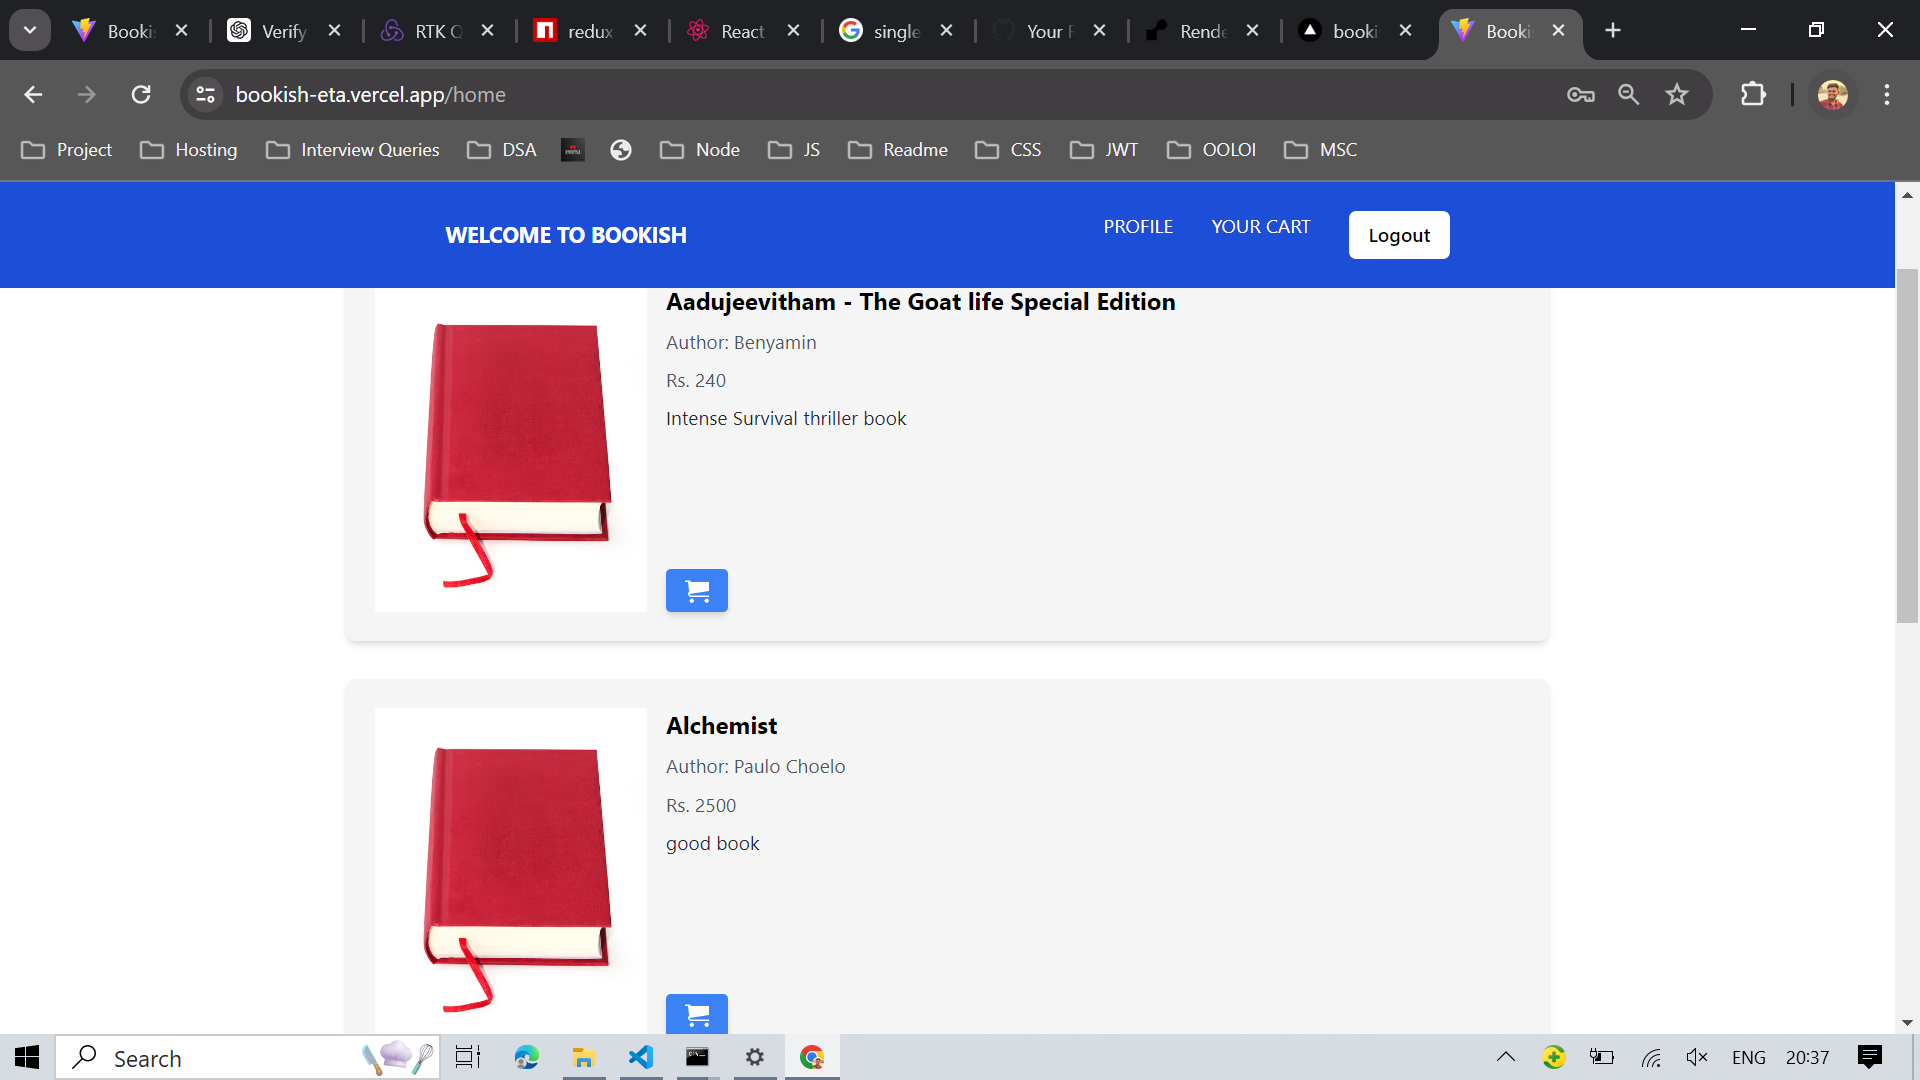 Booki
Verify
RTK Q
redux
React
single
Your R
Rende
booki
Booki
bookish-eta.vercel.app/home
Project
Hosting
Interview Queries
DSA
Node
JS
Readme
CSS
JWT
OOLOI
MSC
WELCOME TO BOOKISH
PROFILE
YOUR CART
Logout
Aadujeevitham - The Goat life Special Edition
Author: Benyamin
Rs. 240
Intense Survival thriller book
Alchemist
Author: Paulo Choelo
Rs. 2500
good book
Search
ENG
20:37